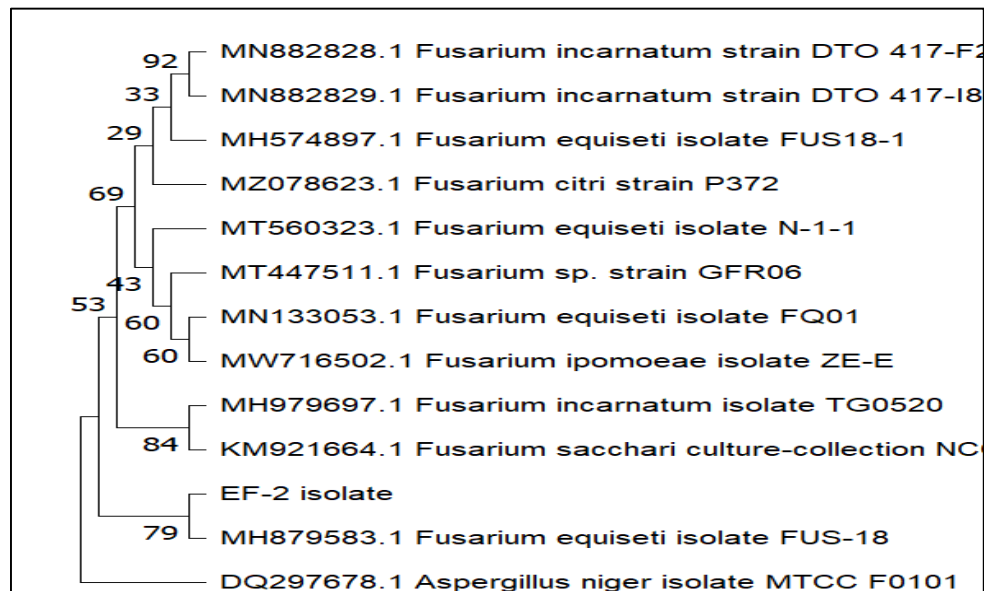 92
MN882828.1 Fusarium incarnatum strain DTO 417-F2
MN882829.1 Fusarium incarnatum strain DTO 417-I8
33
MH574897.1 Fusarium equiseti isolate FUS18-1
29
MZ078623.1 Fusarium citri strain P372
69
MT560323.1 Fusarium equiseti isolate N-1-1
MT447511.1 Fusarium sp. strain GFR06
43
53
MN133053.1 Fusarium equiseti isolate FQ01
60
MW716502.1 Fusarium ipomoeae isolate ZE-E
60
MH979697.1 Fusarium incarnatum isolate TG0520
KM921664.1 Fusarium sacchari culture-collection
84
EF-2 isolate
MH879583.1 Fusarium equiseti isolate FUS-18
79
DQ297678.1 Aspergillus niger isolate MTCC F0101